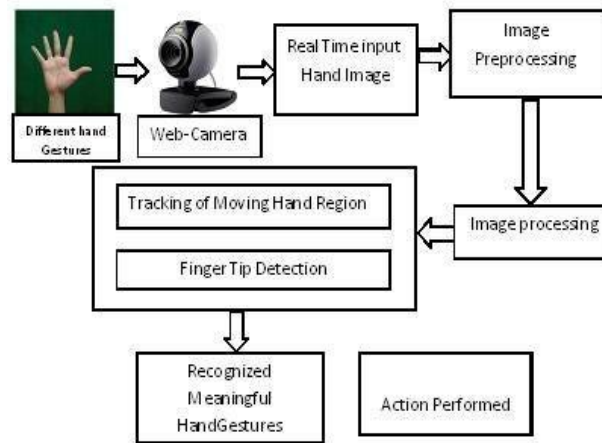 Different hand
Gestures
Web-Camera
Real Time input
Hand Image
Image
Preprocessing
Image processing
Tracking of Moving Hand Region
Finger Tip Detection
Recognized
Meaningful
HandGestures
Action Performed